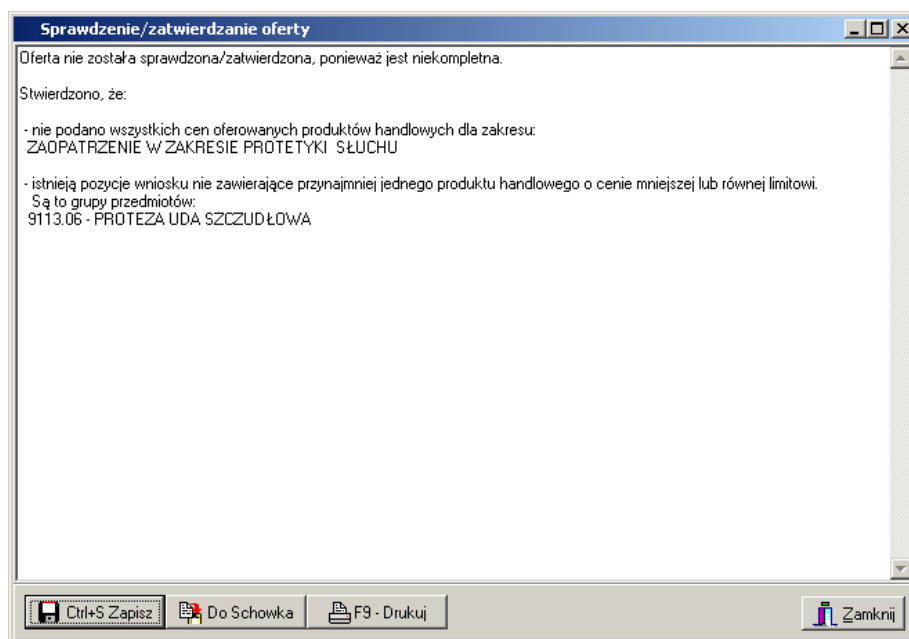 Sprawdzenie/zatwierdzanie oferty
Oferta nie została sprawdzona/zatwierdzona, ponieważ jest niekompletna.
Stwierdzono, że:
- nie podano wszystkich cen oferowanych produktów handlowych dla zakresu:
ZAOPATRZENIE W ZAKRESIE PROTETYKI SŁUCHU
- istnieją pozycje wniosku nie zawierające przynajmniej jednego produktu handlowego o cenie mniejszej lub równej limitowi.
Są to grupy przedmiotów:
9113.06 - PROTEZA UDA SZCZUDŁOWA
Ctrl+S Zapisz Do Schowka F9 - Drukuj Zamknij